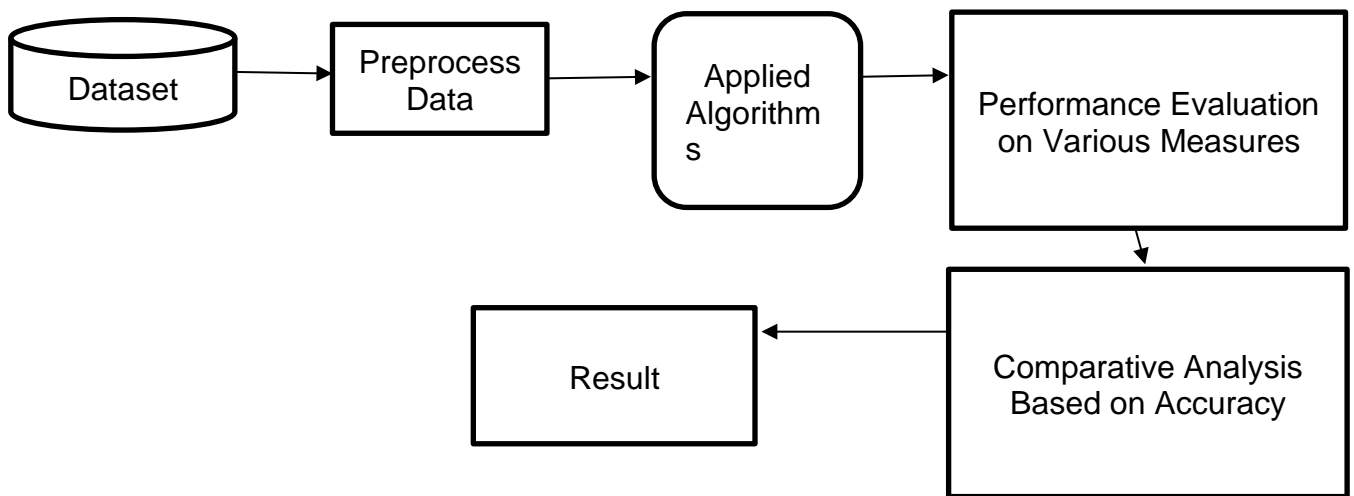 Dataset
Preprocess
Data
Applied
Algorithm
s
Performance Evaluation
on Various Measures
Comparative Analysis
Based on Accuracy
Result